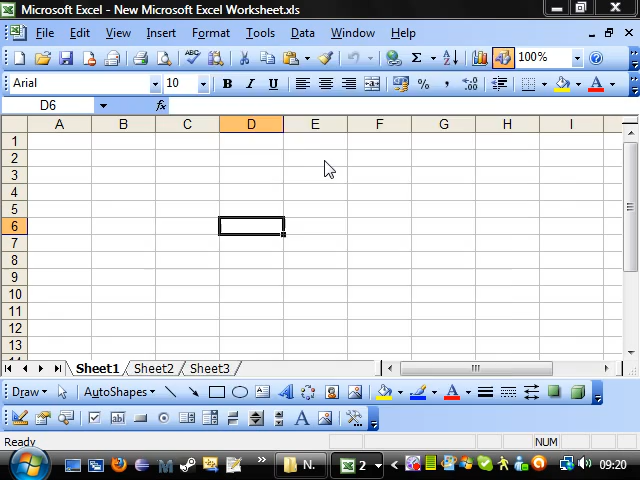 Microsoft Excel - New Microsoft Excel Worksheet.xls
File Edit View Insert Format Tools Data Window Help
Σ 100%
Arial 10 B I U % ,
D6 fx
A B C D E F G H I
1
2
3
4
5
6
7
8
9
10
11
12
13
Sheet1 Sheet2 Sheet3
Draw AutoShapes A A
ab A
Ready NUM
N. 2 09:20